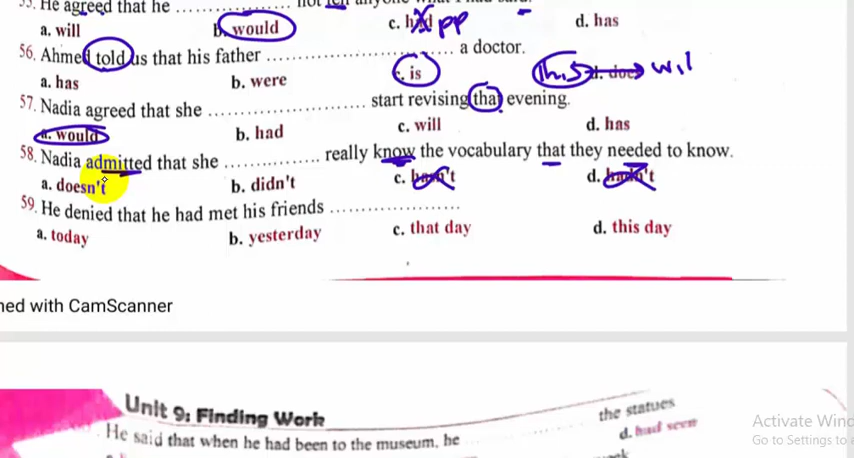 55. He agreed that he ............ not tell anyone what I had said.
a. will b. would c. had pp d. has
56. Ahmed told us that his father ............ a doctor.
a. has b. were c. is d. does this wil
57. Nadia agreed that she ............ start revising that evening.
a. would b. had c. will d. has
58. Nadia admitted that she ............ really know the vocabulary that they needed to know.
a. doesn't b. didn't c. hasn't d. hadn't
59. He denied that he had met his friends ............
a. today b. yesterday c. that day d. this day
ned with CamScanner
Unit 9: Finding Work
He said that when he had been to the museum, he ............ the statues
d. had seen
Activate Wind
Go to Settings to a